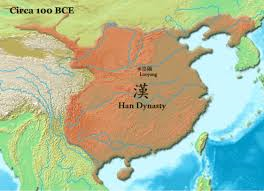 Circa 100 BCE
Luoyang
漢
Han Dynasty